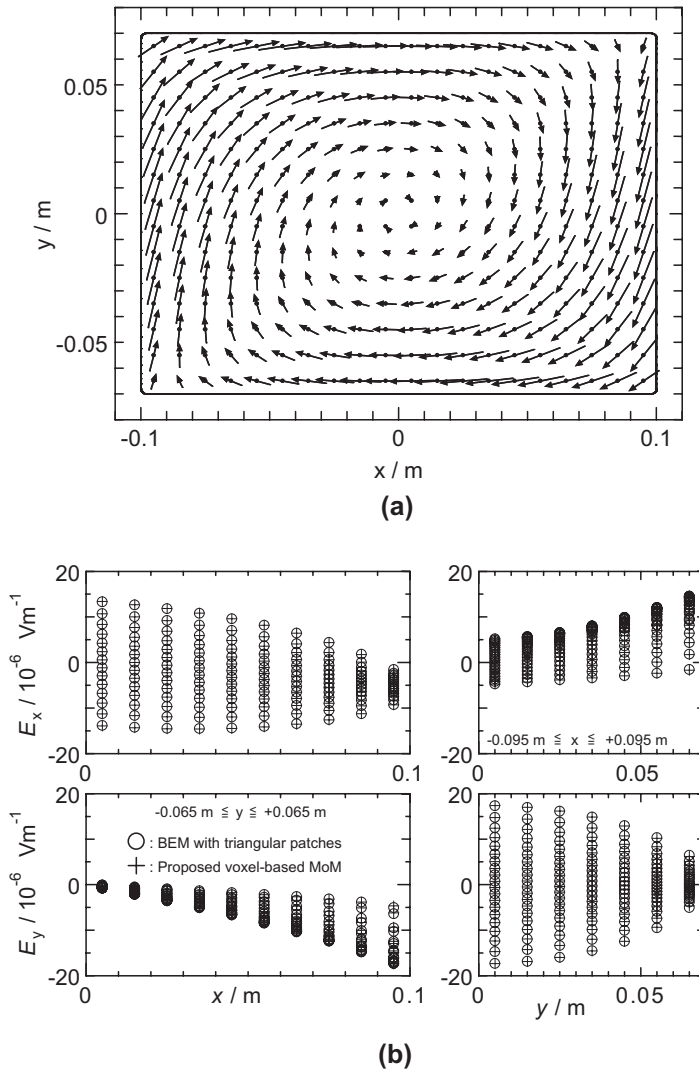 0.05
0
-0.05
y / m
-0.1 0 0.1
x / m
(a)
20
0
-20
E_x / 10^-6 Vm^-1
0 0.1
-0.095 m ≦ x ≦ +0.095 m
0 0.05
20
0
-20
E_y / 10^-6 Vm^-1
-0.065 m ≦ y ≦ +0.065 m
○ : BEM with triangular patches
+ : Proposed voxel-based MoM
0 x / m 0.1
20
0
-20
0 0.05
y / m
(b)